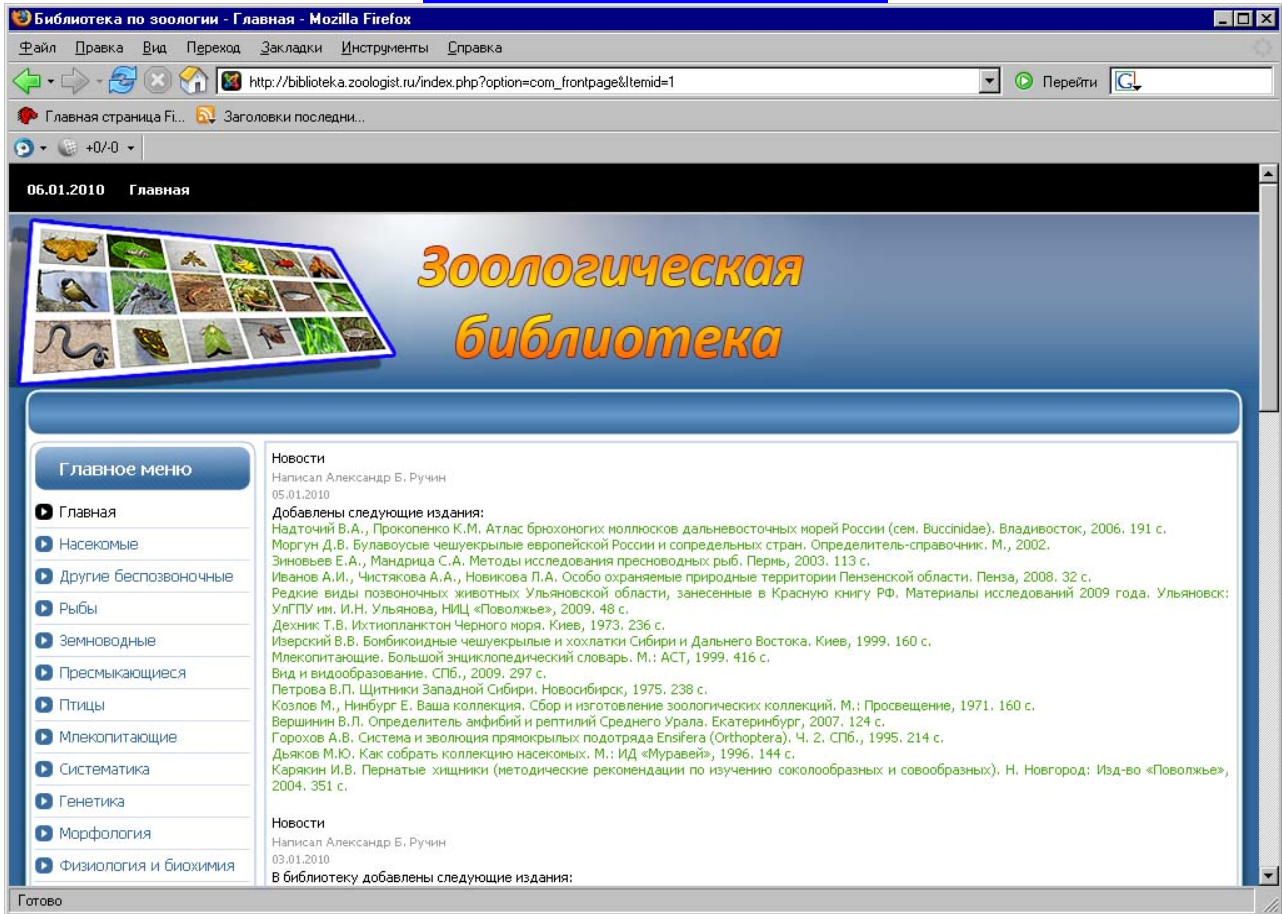 Библиотека по зоологии - Главная - Mozilla Firefox
Файл Правка Вид Переход Закладки Инструменты Справка
http://biblioteka.zoologist.ru/index.php?option=com_frontpage&Itemid=1 Перейти G
Главная страница Fi... Заголовки последни...
+0/-0
06.01.2010 Главная
Зоологическая
библиотека
Главное меню
Главная
Насекомые
Другие беспозвоночные
Рыбы
Земноводные
Пресмыкающиеся
Птицы
Млекопитающие
Систематика
Генетика
Морфология
Физиология и биохимия
Новости
Написал Александр Б. Ручин
05.01.2010
Добавлены следующие издания:
Надточий В.А., Прокопенко К.М. Атлас брюхоногих моллюсков дальневосточных морей России (сем. Buccinidae). Владивосток, 2006. 191 с.
Моргун Д.В. Булавоусые чешуекрылые европейской России и сопредельных стран. Определитель-справочник. М., 2002.
Зиновьев Е.А., Мандрица С.А. Методы исследования пресноводных рыб. Пермь, 2003. 113 с.
Иванов А.И., Чистякова А.А., Новикова Л.А. Особо охраняемые природные территории Пензенской области. Пенза, 2008. 32 с.
Редкие виды позвоночных животных Ульяновской области, занесенные в Красную книгу РФ. Материалы исследований 2009 года. Ульяновск:
УлГПУ им. И.Н. Ульянова, НИЦ «Поволжье», 2009. 48 с.
Дехник Т.В. Ихтиопланктон Черного моря. Киев, 1973. 236 с.
Изерский В.В. Бомбикоидные чешуекрылые и хохлатки Сибири и Дальнего Востока. Киев, 1999. 160 с.
Млекопитающие. Большой энциклопедический словарь. М.: АСТ, 1999. 416 с.
Вид и видообразование. СПб., 2009. 297 с.
Петрова В.П. Щитники Западной Сибири. Новосибирск, 1975. 238 с.
Козлов М., Нинбург Е. Ваша коллекция. Сбор и изготовление зоологических коллекций. М.: Просвещение, 1971. 160 с.
Вершинин В.Л. Определитель амфибий и рептилий Среднего Урала. Екатеринбург, 2007. 124 с.
Горохов А.В. Система и эволюция прямокрылых подотряда Ensifera (Orthoptera). Ч. 2. СПб., 1995. 214 с.
Дьяков М.Ю. Как собрать коллекцию насекомых. М.: ИД «Муравей», 1996. 144 с.
Карякин И.В. Пернатые хищники (методические рекомендации по изучению соколообразных и совообразных). Н. Новгород: Изд-во «Поволжье»,
2004. 351 с.
Новости
Написал Александр Б. Ручин
03.01.2010
В библиотеку добавлены следующие издания:
Готово